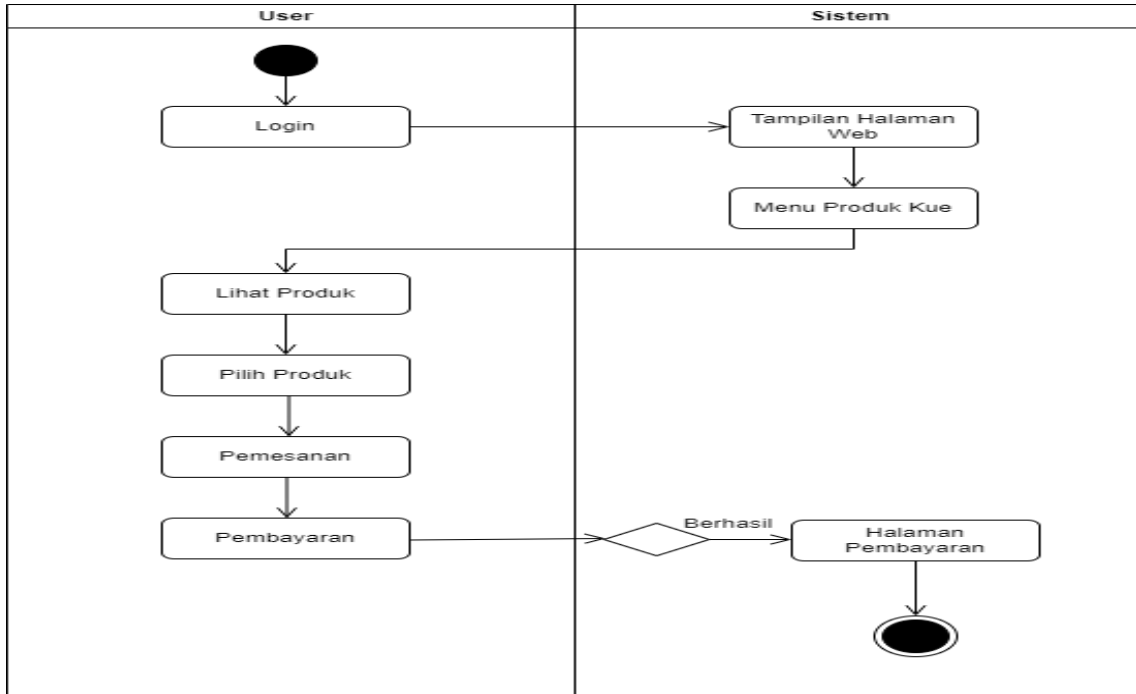 User
Sistem
Login
Tampilan Halaman
Web
Menu Produk Kue
Lihat Produk
Pilih Produk
Pemesanan
Pembayaran
Berhasil
Halaman
Pembayaran